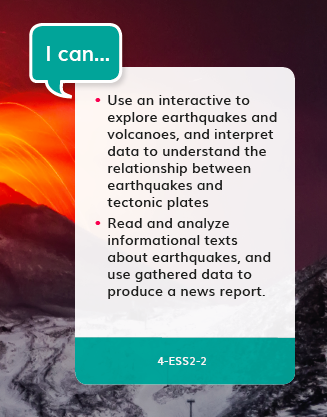 I can...
• Use an interactive to
explore earthquakes and
volcanoes, and interpret
data to understand the
relationship between
earthquakes and
tectonic plates
• Read and analyze
informational texts
about earthquakes, and
use gathered data to
produce a news report.
4-ESS2-2